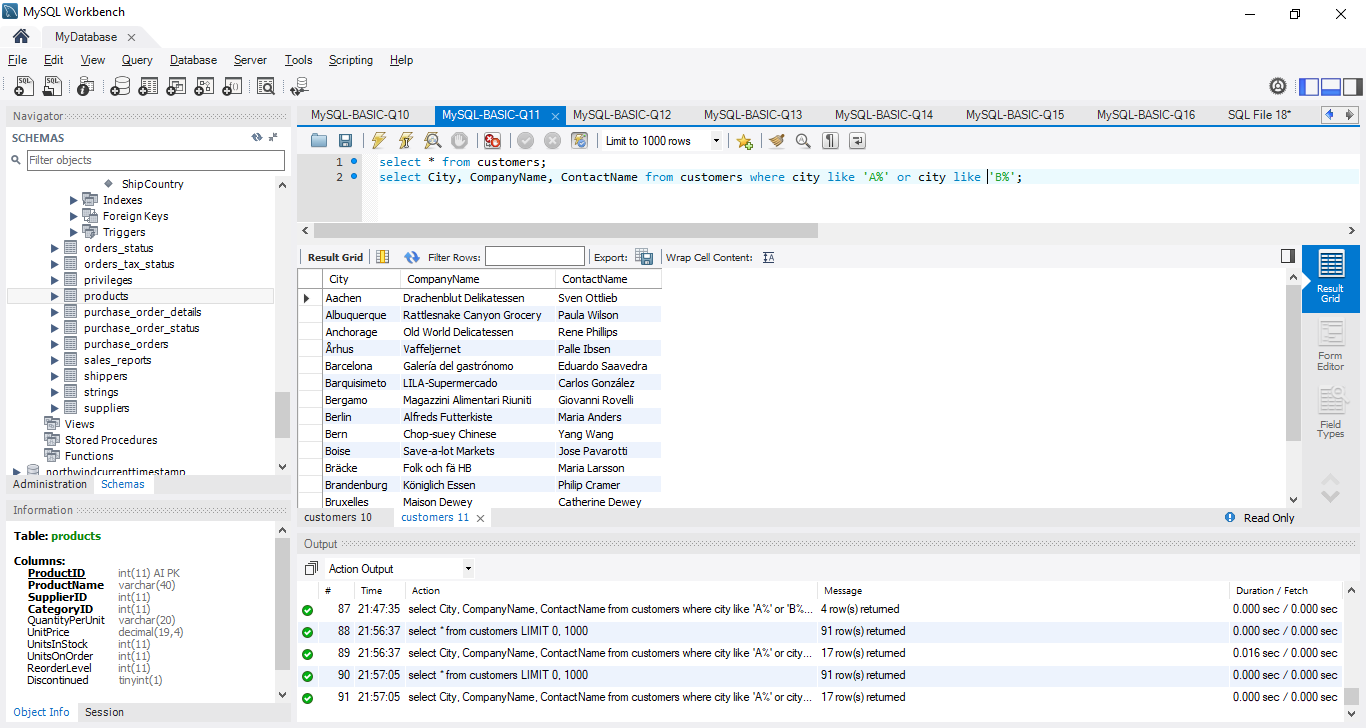 MySQL Workbench
MyDatabase
File Edit View Query Database Server Tools Scripting Help
Navigator
SCHEMAS
Filter objects
ShipCountry
Indexes
Foreign Keys
Triggers
orders_status
orders_tax_status
privileges
products
purchase_order_details
purchase_order_status
purchase_orders
sales_reports
shippers
strings
suppliers
Views
Stored Procedures
Functions
northwindcurrenttimestamp
Administration Schemas
Information
Table: products
Columns:
ProductID int(11) AI PK
ProductName varchar(40)
SupplierID int(11)
CategoryID int(11)
QuantityPerUnit varchar(20)
UnitPrice decimal(19,4)
UnitsInStock int(11)
UnitsOnOrder int(11)
ReorderLevel int(11)
Discontinued tinyint(1)
Object Info Session
MySQL-BASIC-Q10 MySQL-BASIC-Q11 MySQL-BASIC-Q12 MySQL-BASIC-Q13 MySQL-BASIC-Q14 MySQL-BASIC-Q15 MySQL-BASIC-Q16 SQL File 18*
Limit to 1000 rows
1 select * from customers;
2 select City, CompanyName, ContactName from customers where city like 'A%' or city like 'B%';
Result Grid Filter Rows: Export: Wrap Cell Content:
City CompanyName ContactName
Aachen Drachenblut Delikatessen Sven Ottlieb
Albuquerque Rattlesnake Canyon Grocery Paula Wilson
Anchorage Old World Delicatessen Rene Phillips
Århus Vaffeljernet Palle Ibsen
Barcelona Galería del gastrónomo Eduardo Saavedra
Barquisimeto LILA-Supermercado Carlos González
Bergamo Magazzini Alimentari Riuniti Giovanni Rovelli
Berlin Alfreds Futterkiste Maria Anders
Bern Chop-suey Chinese Yang Wang
Boise Save-a-lot Markets Jose Pavarotti
Bräcke Folk och fä HB Maria Larsson
Brandenburg Königlich Essen Philip Cramer
Bruxelles Maison Dewey Catherine Dewey
Result
Grid
Form
Editor
Field
Types
customers 10 customers 11 Read Only
Output
Action Output
# Time Action Message Duration / Fetch
87 21:47:35 select City, CompanyName, ContactName from customers where city like 'A%' or 'B%... 4 row(s) returned 0.000 sec / 0.000 sec
88 21:56:37 select * from customers LIMIT 0, 1000 91 row(s) returned 0.000 sec / 0.000 sec
89 21:56:37 select City, CompanyName, ContactName from customers where city like 'A%' or city... 17 row(s) returned 0.016 sec / 0.000 sec
90 21:57:05 select * from customers LIMIT 0, 1000 91 row(s) returned 0.000 sec / 0.000 sec
91 21:57:05 select City, CompanyName, ContactName from customers where city like 'A%' or city... 17 row(s) returned 0.000 sec / 0.000 sec